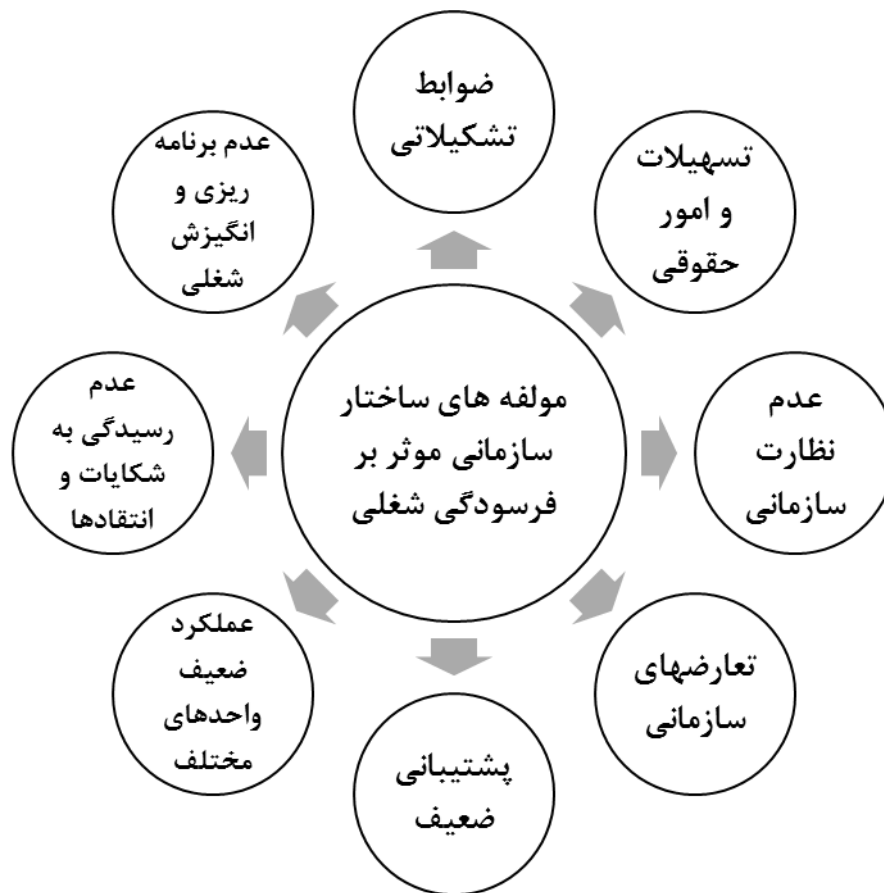 ضوابط
تشکیلاتی
تسهیلات
و امور
حقوقی
عدم
نظارت
سازمانی
تعارضهای
سازمانی
پشتیبانی
ضعیف
عملکرد
ضعیف
واحدهای
مختلف
عدم
رسیدگی به
شکایات و
انتقادها
عدم برنامه
ریزی و
انگیزش
شغلی
مولفه های ساختار
سازمانی موثر بر
فرسودگی شغلی